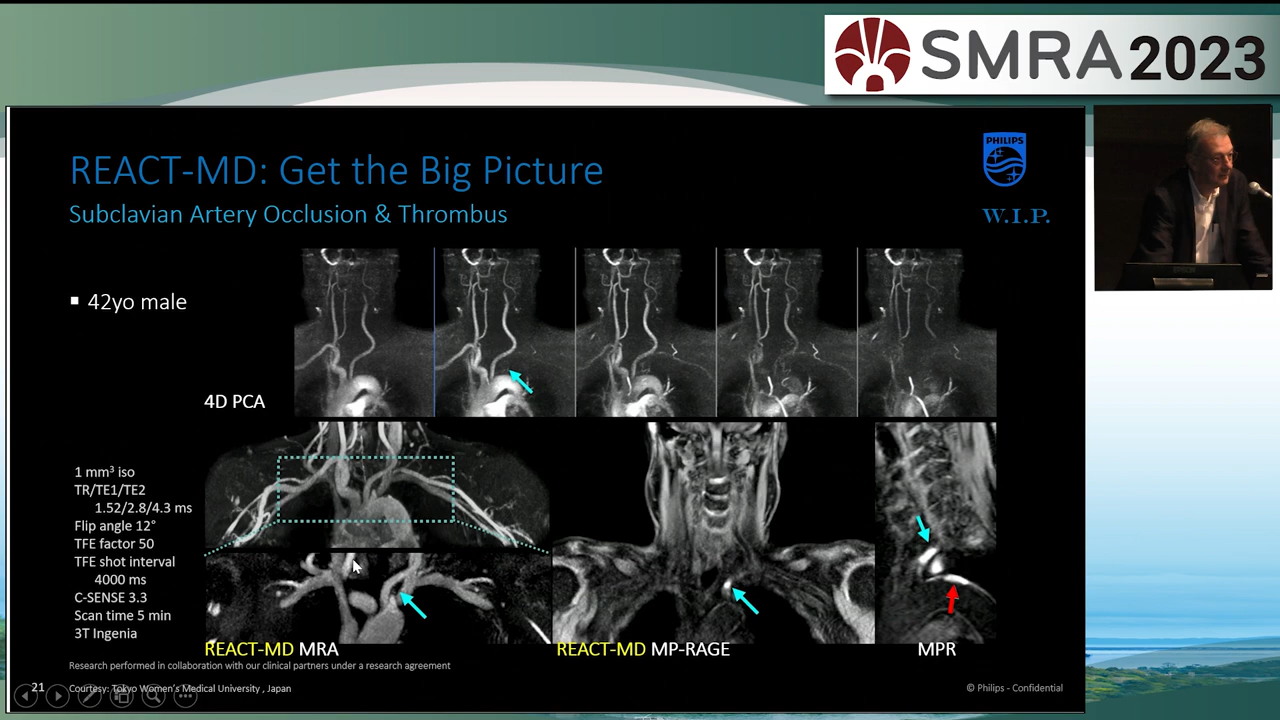 SMRA 2023
REACT-MD: Get the Big Picture
PHILIPS
Subclavian Artery Occlusion & Thrombus
W.I.P.
▪ 42yo male
4D PCA
1 mm³ iso
TR/TE1/TE2
1.52/2.8/4.3 ms
Flip angle 12°
TFE factor 50
TFE shot interval
4000 ms
C-SENSE 3.3
Scan time 5 min
3T Ingenia
REACT-MD MRA
REACT-MD MP-RAGE
MPR
Research performed in collaboration with our clinical partners under a research agreement
21
Courtesy: Tokyo Women's Medical University , Japan
© Philips - Confidential